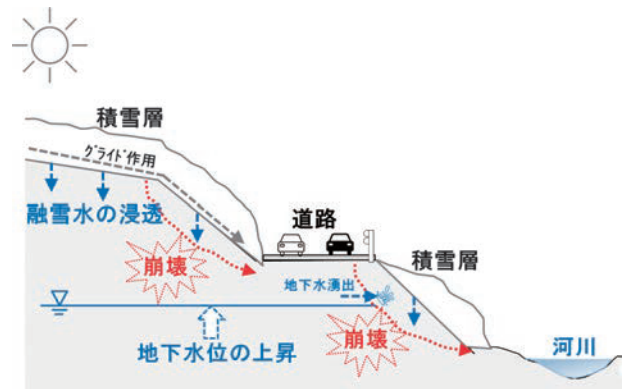 積雪層
グライド作用
融雪水の浸透
道路
崩壊
積雪層
地下水湧出
崩壊
地下水位の上昇
河川